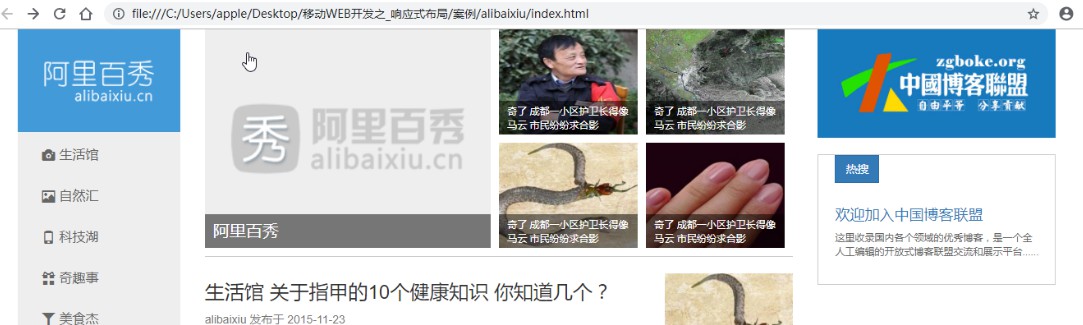 file:///C:/Users/apple/Desktop/移动WEB开发之_响应式布局/案例/alibaixiu/index.html
阿里百秀
alibaixiu.cn
生活馆
自然汇
科技湖
奇趣事
美食杰
秀 阿里百秀
alibaixiu.cn
阿里百秀
奇了 成都一小区护卫长得像
马云 市民纷纷求合影
奇了 成都一小区护卫长得像
马云 市民纷纷求合影
奇了 成都一小区护卫长得像
马云 市民纷纷求合影
奇了 成都一小区护卫长得像
马云 市民纷纷求合影
生活馆 关于指甲的10个健康知识 你知道几个？
alibaixiu 发布于 2015-11-23
zgboke.org
中國博客聯盟
自由平等 分享貢献
热搜
欢迎加入中国博客联盟
这里收录国内各个领域的优秀博客，是一个全
人工编辑的开放式博客联盟交流和展示平台......